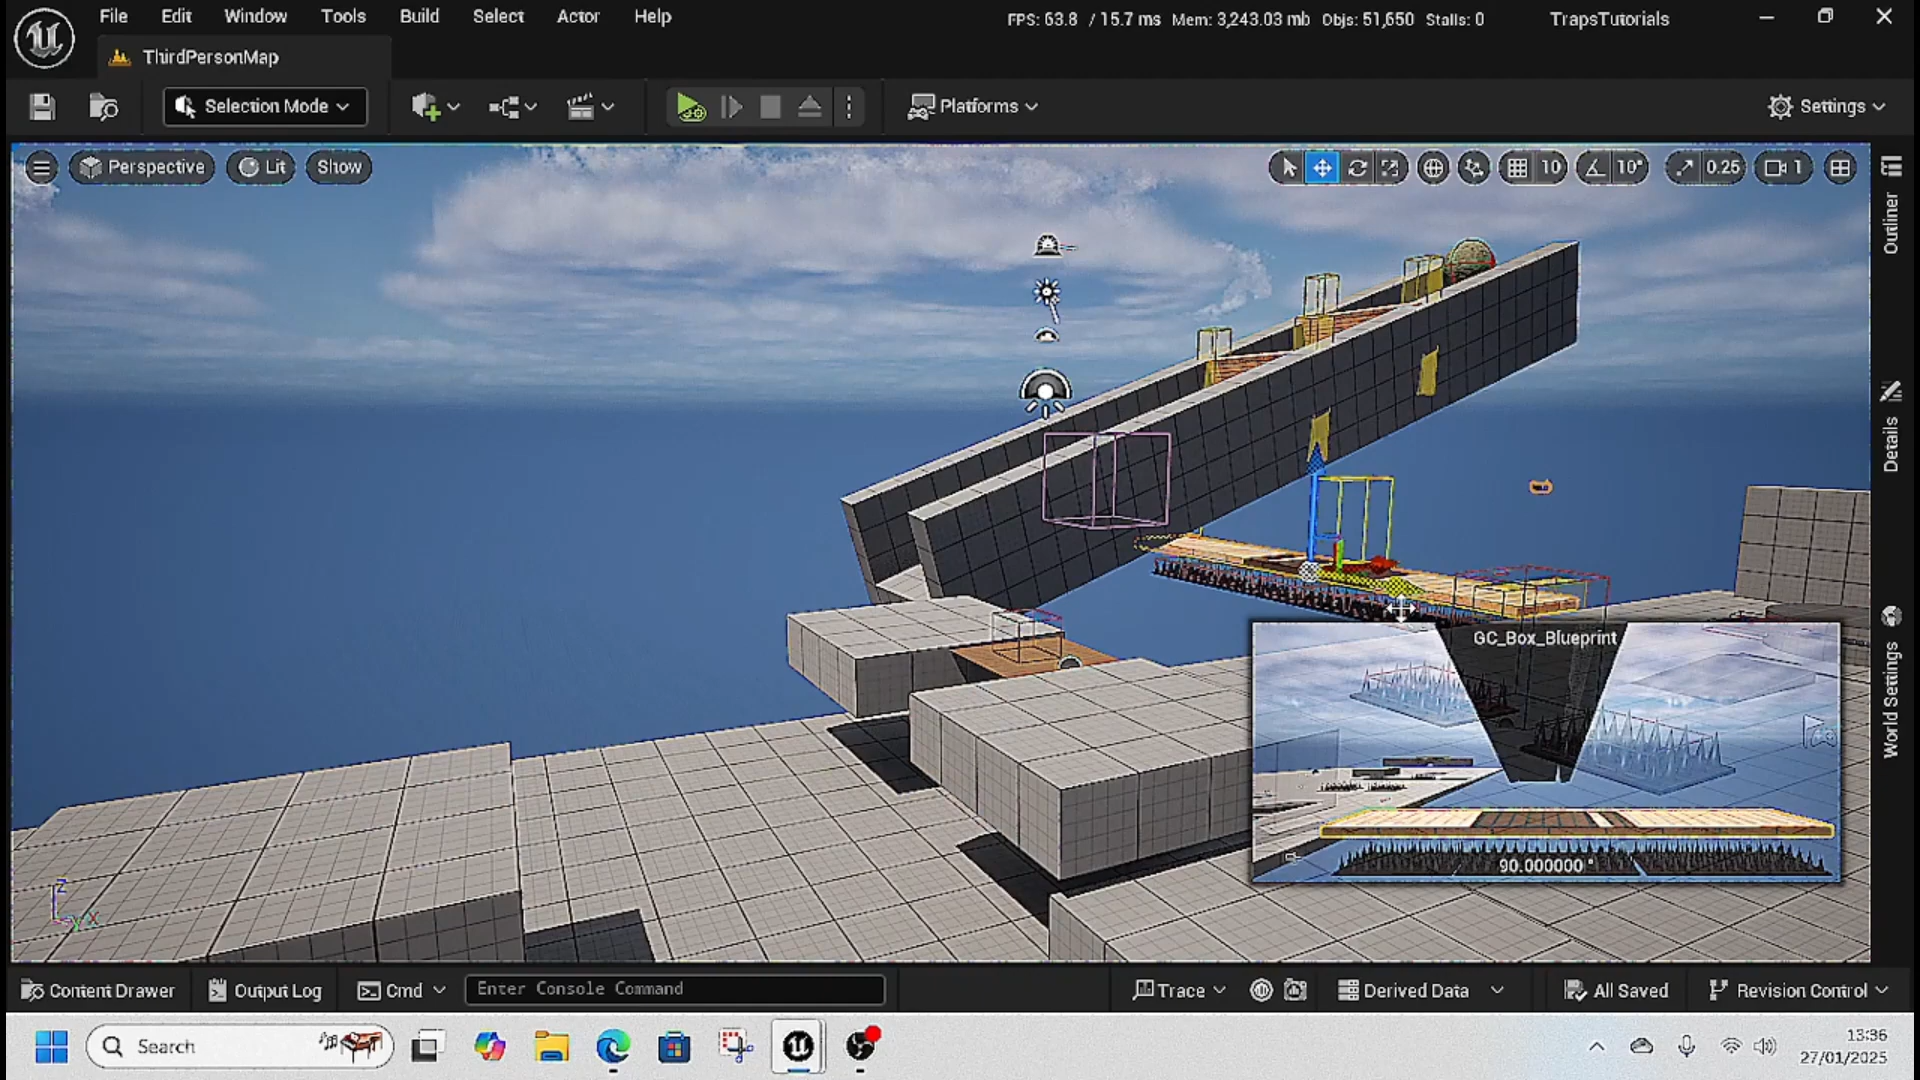 File Edit Window Tools Build Select Actor Help
FPS: 63.8 / 15.7 ms Mem: 3,243.03 mb Objs: 51,650 Stalls: 0
TrapsTutorials
ThirdPersonMap
Selection Mode
Platforms
Settings
Perspective
Lit
Show
10
10°
0.25
1
Outliner
Details
World Settings
GC_Box_Blueprint
90.000000 °
Z
Y X
Content Drawer
Output Log
Cmd
Enter Console Command
Trace
Derived Data
All Saved
Revision Control
Search
13:36
27/01/2025